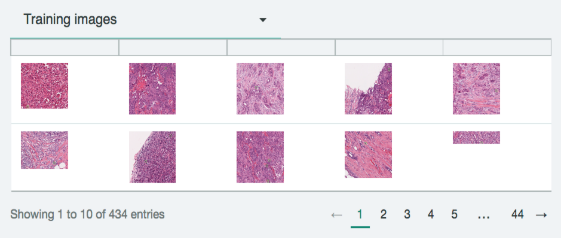 Training images
Showing 1 to 10 of 434 entries
← 1 2 3 4 5 ... 44 →